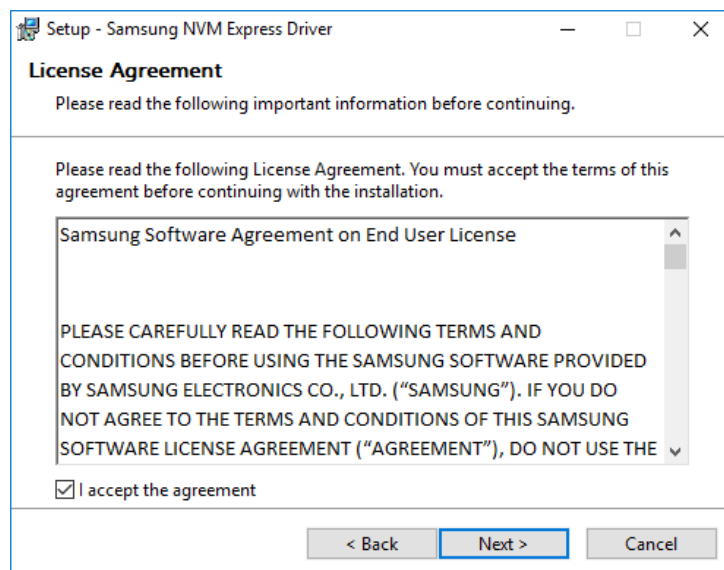 Setup - Samsung NVM Express Driver
License Agreement
Please read the following important information before continuing.
Please read the following License Agreement. You must accept the terms of this
agreement before continuing with the installation.
Samsung Software Agreement on End User License
PLEASE CAREFULLY READ THE FOLLOWING TERMS AND
CONDITIONS BEFORE USING THE SAMSUNG SOFTWARE PROVIDED
BY SAMSUNG ELECTRONICS CO., LTD. (“SAMSUNG”). IF YOU DO
NOT AGREE TO THE TERMS AND CONDITIONS OF THIS SAMSUNG
SOFTWARE LICENSE AGREEMENT (“AGREEMENT”), DO NOT USE THE
I accept the agreement
< Back Next > Cancel